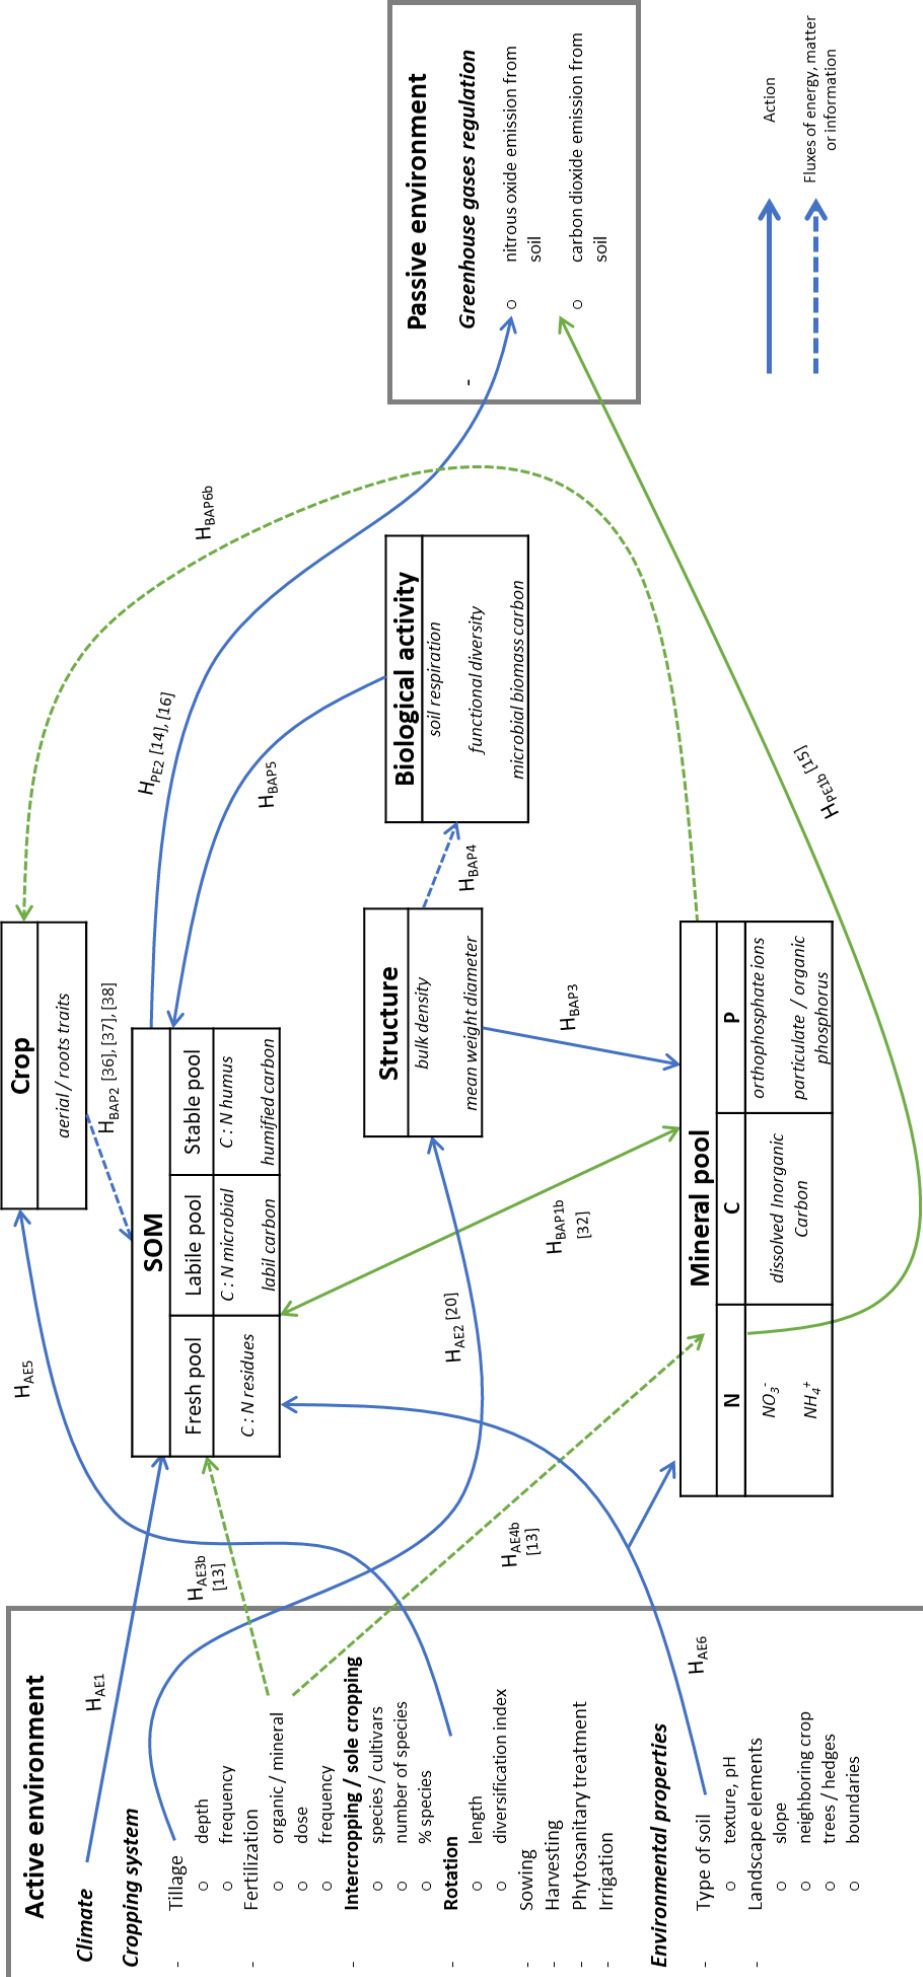 Active environment
Climate
Cropping system
- Tillage
○ depth
○ frequency
- Fertilization
○ organic / mineral
○ dose
○ frequency
- Intercropping / sole cropping
○ species / cultivars
○ number of species
○ % species
- Rotation
○ length
○ diversification index
- Sowing
- Harvesting
- Phytosanitary treatment
- Irrigation
Environmental properties
- Type of soil
○ texture, pH
- Landscape elements
○ slope
○ neighboring crop
○ trees / hedges
○ boundaries
HAE1
HAE5
HAE3b
[13]
HAE2 [20]
HAE4b
[13]
HAE6
Crop
aerial / roots traits
HBAP2 [36], [37], [38]
SOM
Fresh pool
Labile pool
Stable pool
C : N residues
C : N microbial
labil carbon
C : N humus
humified carbon
HBAP1b
[32]
Structure
bulk density
mean weight diameter
HBAP3
HBAP4
Mineral pool
N
C
P
NO3-
NH4+
dissolved Inorganic
Carbon
orthophosphate ions
particulate / organic
phosphorus
Biological activity
soil respiration
functional diversity
microbial biomass carbon
HBAP5
HPE2 [14], [16]
HBAP6b
HPE1b [15]
Passive environment
- Greenhouse gases regulation
○ nitrous oxide emission from
soil
○ carbon dioxide emission from
soil
Action
Fluxes of energy, matter
or information